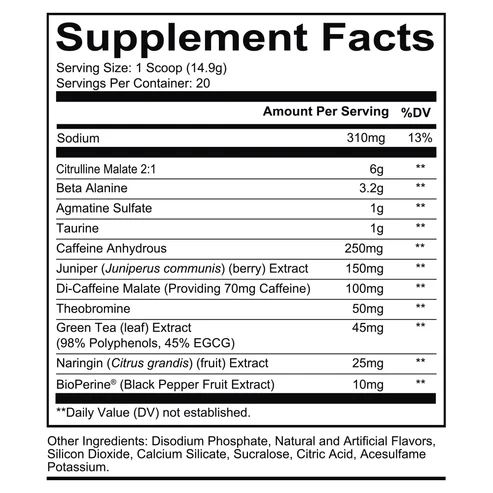 Supplement Facts
Serving Size: 1 Scoop (14.9g)
Servings Per Container: 20
Amount Per Serving %DV
Sodium 310mg 13%
Citrulline Malate 2:1 6g **
Beta Alanine 3.2g **
Agmatine Sulfate 1g **
Taurine 1g **
Caffeine Anhydrous 250mg **
Juniper (Juniperus communis) (berry) Extract 150mg **
Di-Caffeine Malate (Providing 70mg Caffeine) 100mg **
Theobromine 50mg **
Green Tea (leaf) Extract 45mg **
(98% Polyphenols, 45% EGCG)
Naringin (Citrus grandis) (fruit) Extract 25mg **
BioPerine® (Black Pepper Fruit Extract) 10mg **
**Daily Value (DV) not established.
Other Ingredients: Disodium Phosphate, Natural and Artificial Flavors,
Silicon Dioxide, Calcium Silicate, Sucralose, Citric Acid, Acesulfame
Potassium.